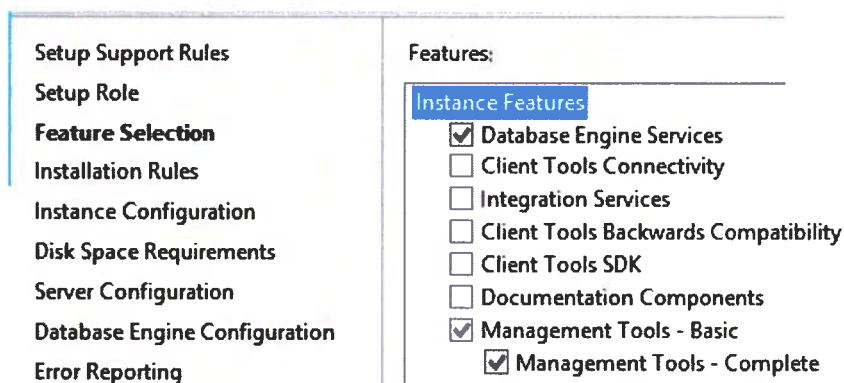 Setup Support Rules
Setup Role
Feature Selection
Installation Rules
Instance Configuration
Disk Space Requirements
Server Configuration
Database Engine Configuration
Error Reporting
Features:
Instance Features
Database Engine Services
Client Tools Connectivity
Integration Services
Client Tools Backwards Compatibility
Client Tools SDK
Documentation Components
Management Tools - Basic
Management Tools - Complete